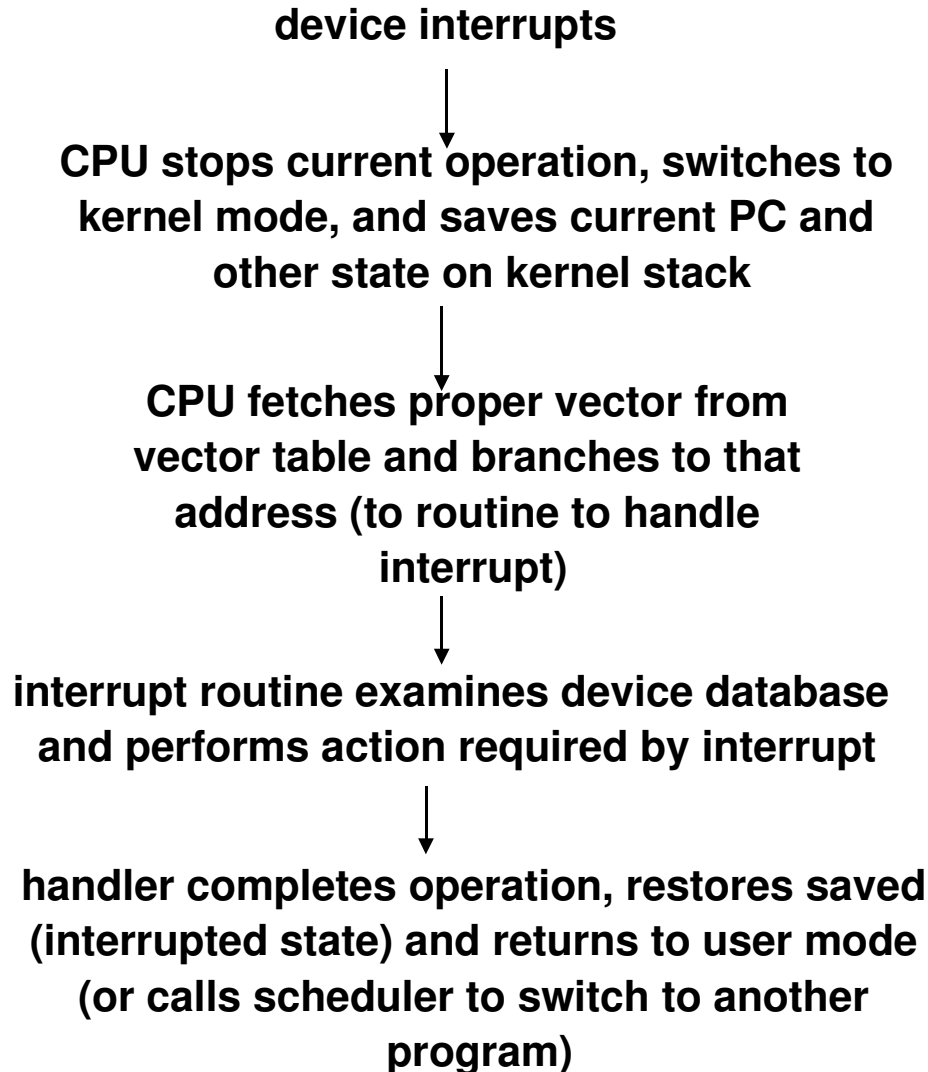 device interrupts
CPU stops current operation, switches to
kernel mode, and saves current PC and
other state on kernel stack
CPU fetches proper vector from
vector table and branches to that
address (to routine to handle
interrupt)
interrupt routine examines device database
and performs action required by interrupt
handler completes operation, restores saved
(interrupted state) and returns to user mode
(or calls scheduler to switch to another
program)